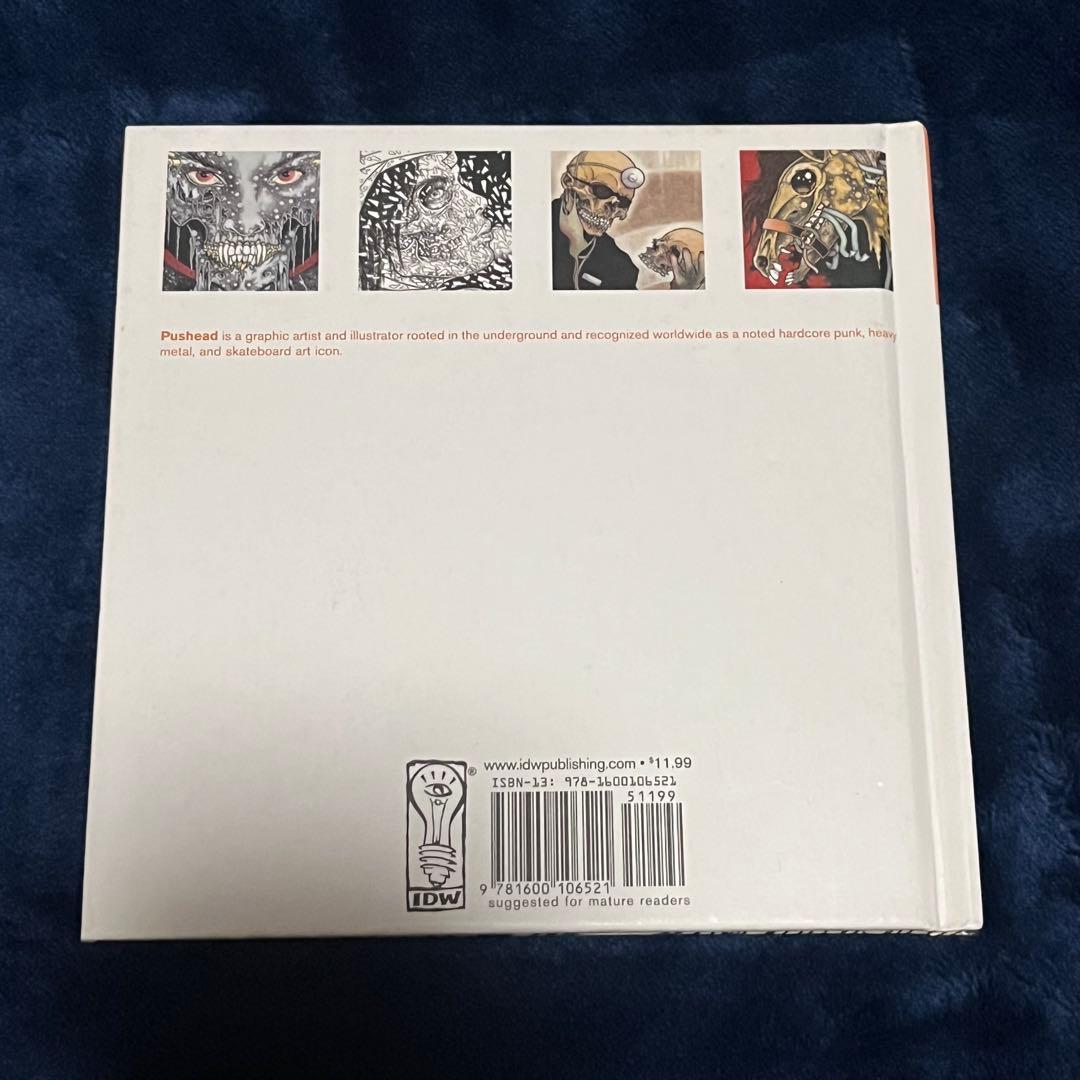 Pushead is a graphic artist and illustrator rooted in the underground and recognized worldwide as a noted hardcore punk, heavy
metal, and skateboard art icon.
www.idwpublishing.com • $11.99
ISBN-13: 978-1600106521
51199
9 781600 106521
suggested for mature readers
IDW
®